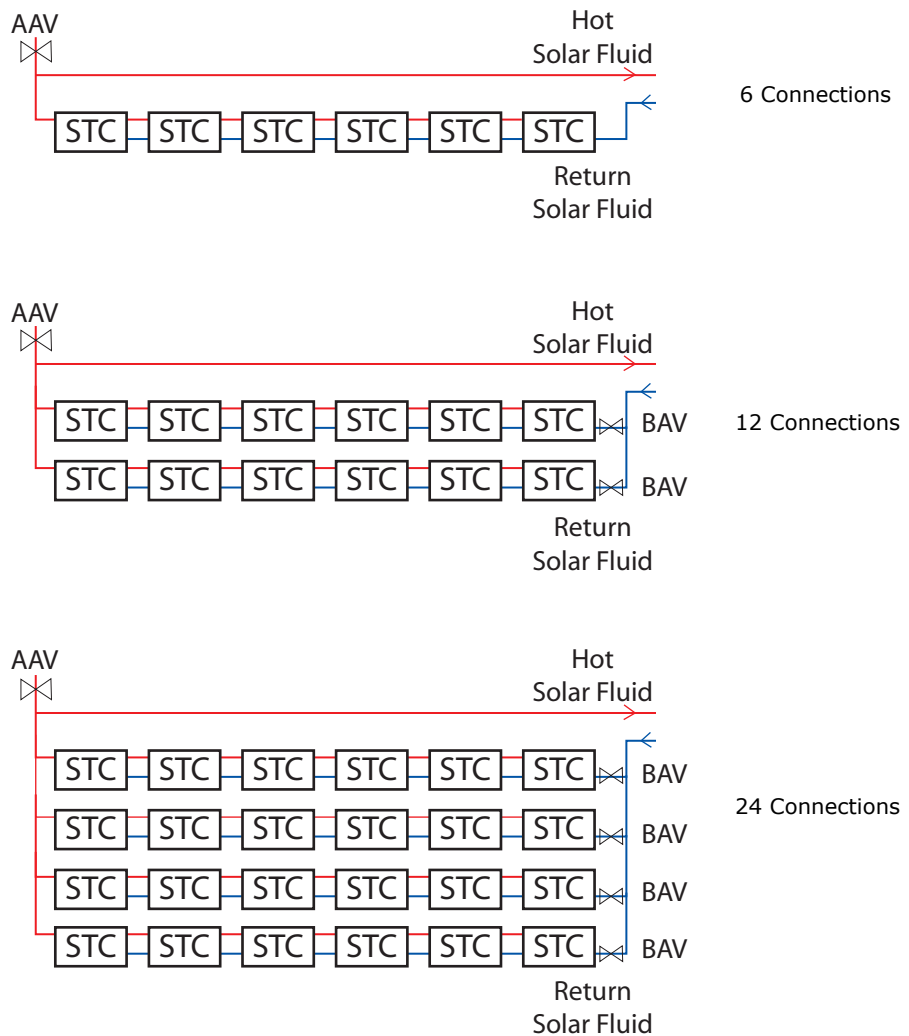 AAV
Hot
Solar Fluid
6 Connections
STC STC STC STC STC STC
Return
Solar Fluid
AAV
Hot
Solar Fluid
STC STC STC STC STC STC BAV
12 Connections
STC STC STC STC STC STC BAV
Return
Solar Fluid
AAV
Hot
Solar Fluid
STC STC STC STC STC STC BAV
24 Connections
STC STC STC STC STC STC BAV
STC STC STC STC STC STC BAV
STC STC STC STC STC STC BAV
Return
Solar Fluid